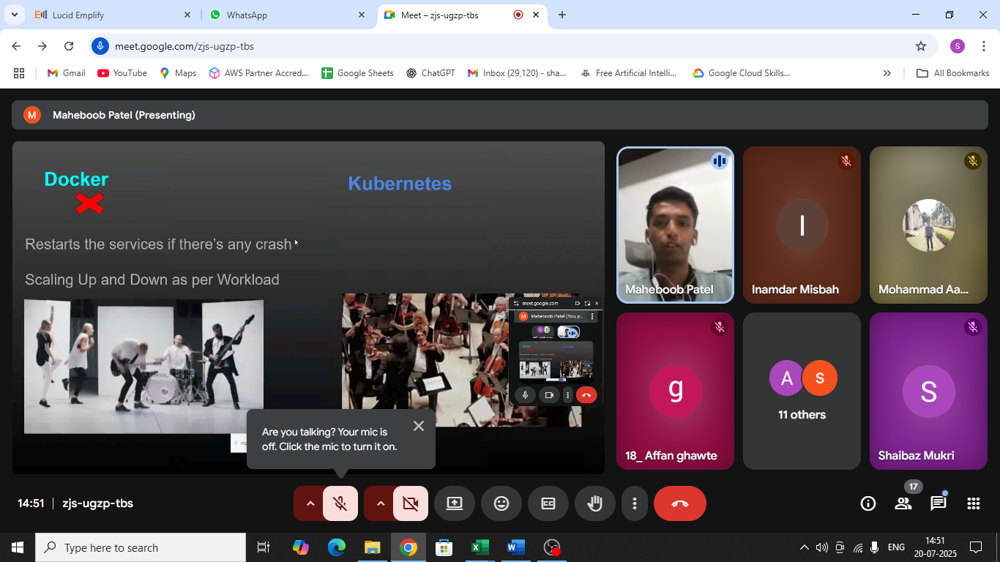 Lucid Emplify
WhatsApp
Meet – zjs-ugzp-tbs
meet.google.com/zjs-ugzp-tbs
S
Gmail
YouTube
Maps
AWS Partner Accred...
Google Sheets
ChatGPT
Inbox (29,120) - sha...
Free Artificial Intelli...
Google Cloud Skills...
All Bookmarks
M
Maheboob Patel (Presenting)
Docker
Kubernetes
Restarts the services if there's any crash
Scaling Up and Down as per Workload
meet.google.com
M
Maheboob Patel (You, p...
Are you talking? Your mic is
off. Click the mic to turn it on.
Maheboob Patel
I
Inamdar Misbah
Mohammad Aa...
g
18_ Affan ghawte
A
S
11 others
S
Shaibaz Mukri
14:51
zjs-ugzp-tbs
17
Type here to search
ENG
14:51
20-07-2025